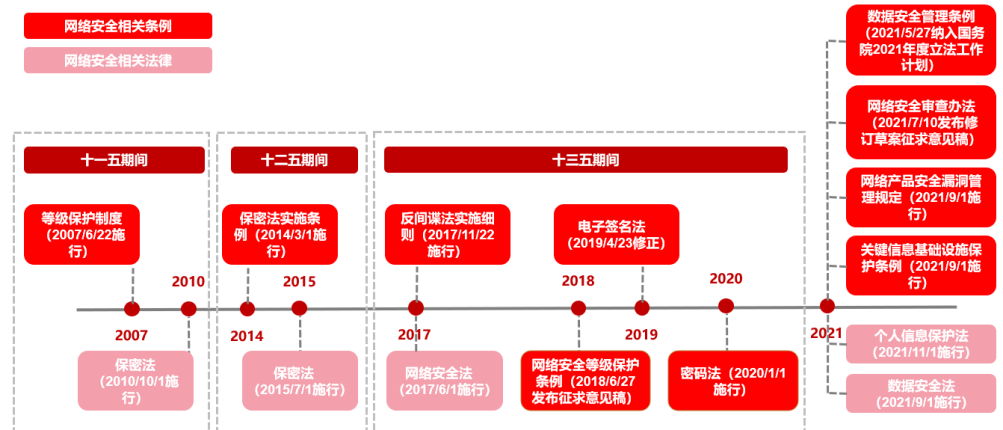 网络安全相关条例
网络安全相关法律
数据安全管理条例
（2021/5/27纳入国务
院2021年度立法工作
计划）
网络安全审查办法
（2021/7/10发布修
订草案征求意见稿）
网络产品安全漏洞管
理规定（2021/9/1施
行）
关键信息基础设施保
护条例（2021/9/1施
行）
十一五期间
十二五期间
十三五期间
等级保护制度
（2007/6/22施
行）
保密法实施条
例（2014/3/1施
行）
反间谍法实施细
则（2017/11/22
施行）
电子签名法
（2019/4/23修正）
2010
2015
2018
2020
2007
2014
2017
2019
2021
保密法
（2010/10/1施
行）
保密法
（2015/7/1施行）
网络安全法
（2017/6/1施行）
网络安全等级保护
条例（2018/6/27
发布征求意见稿）
密码法（2020/1/1
施行）
个人信息保护法
（2021/11/1施行）
数据安全法
（2021/9/1施行）